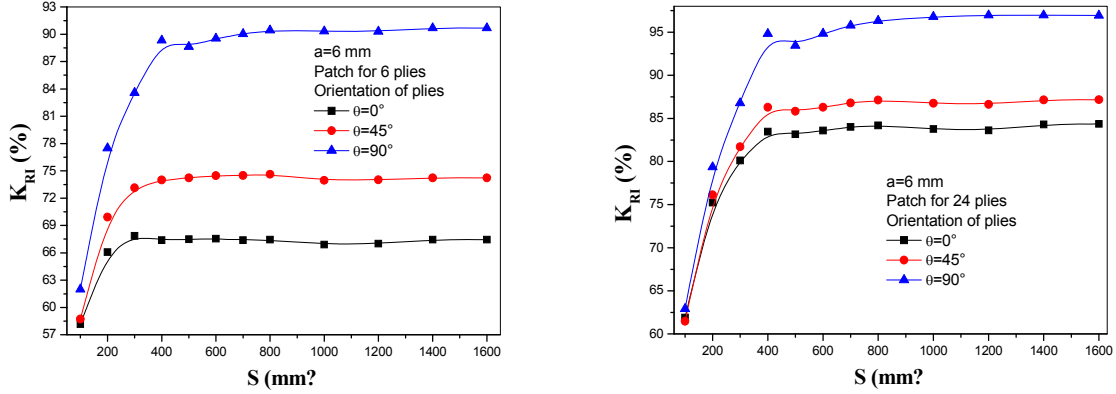 90
87
84
81
78
75
72
69
66
63
60
57
K_RI (%)
a=6 mm
Patch for 6 plies
Orientation of plies
θ=0°
θ=45°
θ=90°
200 400 600 800 1000 1200 1400 1600
S (mm?
95
90
85
80
75
70
65
60
K_RI (%)
a=6 mm
Patch for 24 plies
Orientation of plies
θ=0°
θ=45°
θ=90°
200 400 600 800 1000 1200 1400 1600
S (mm?